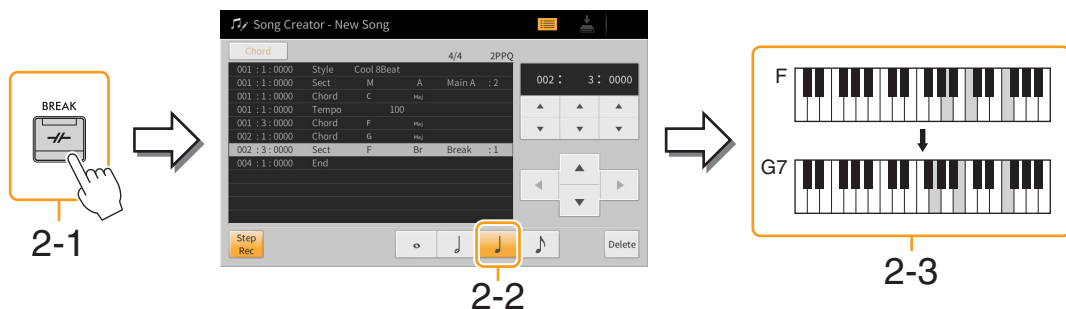 BREAK
2-1
Song Creator - New Song
Chord 4/4 2PPQ
001 : 1 : 0000 Style Cool 8Beat
001 : 1 : 0000 Sect M A Main A : 2
001 : 1 : 0000 Chord C Maj
001 : 1 : 0000 Tempo 100
001 : 3 : 0000 Chord F Maj
002 : 1 : 0000 Chord G Maj
002 : 3 : 0000 Sect F Br Break : 1
004 : 1 : 0000 End
002 : 3 : 0000
Step
Rec
Delete
2-2
F
G7
2-3